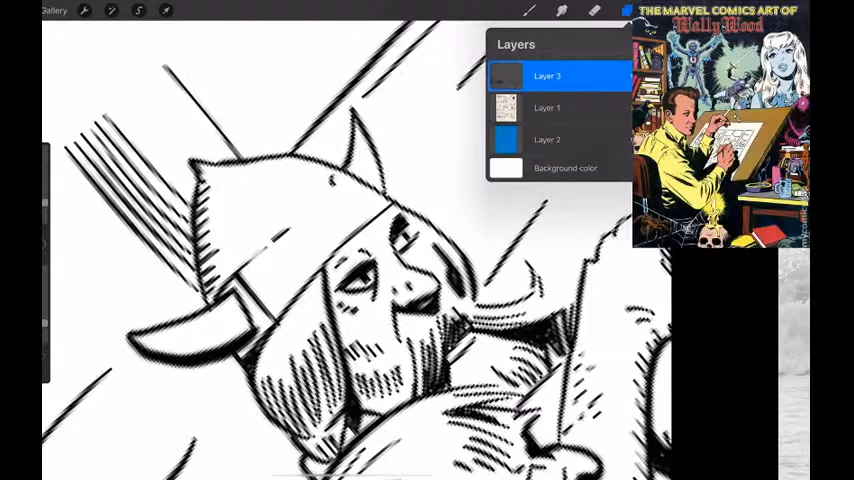 Gallery
Layers
Layer 3
Layer 1
Layer 2
Background color
THE MARVEL COMICS ART OF
Wally Wood